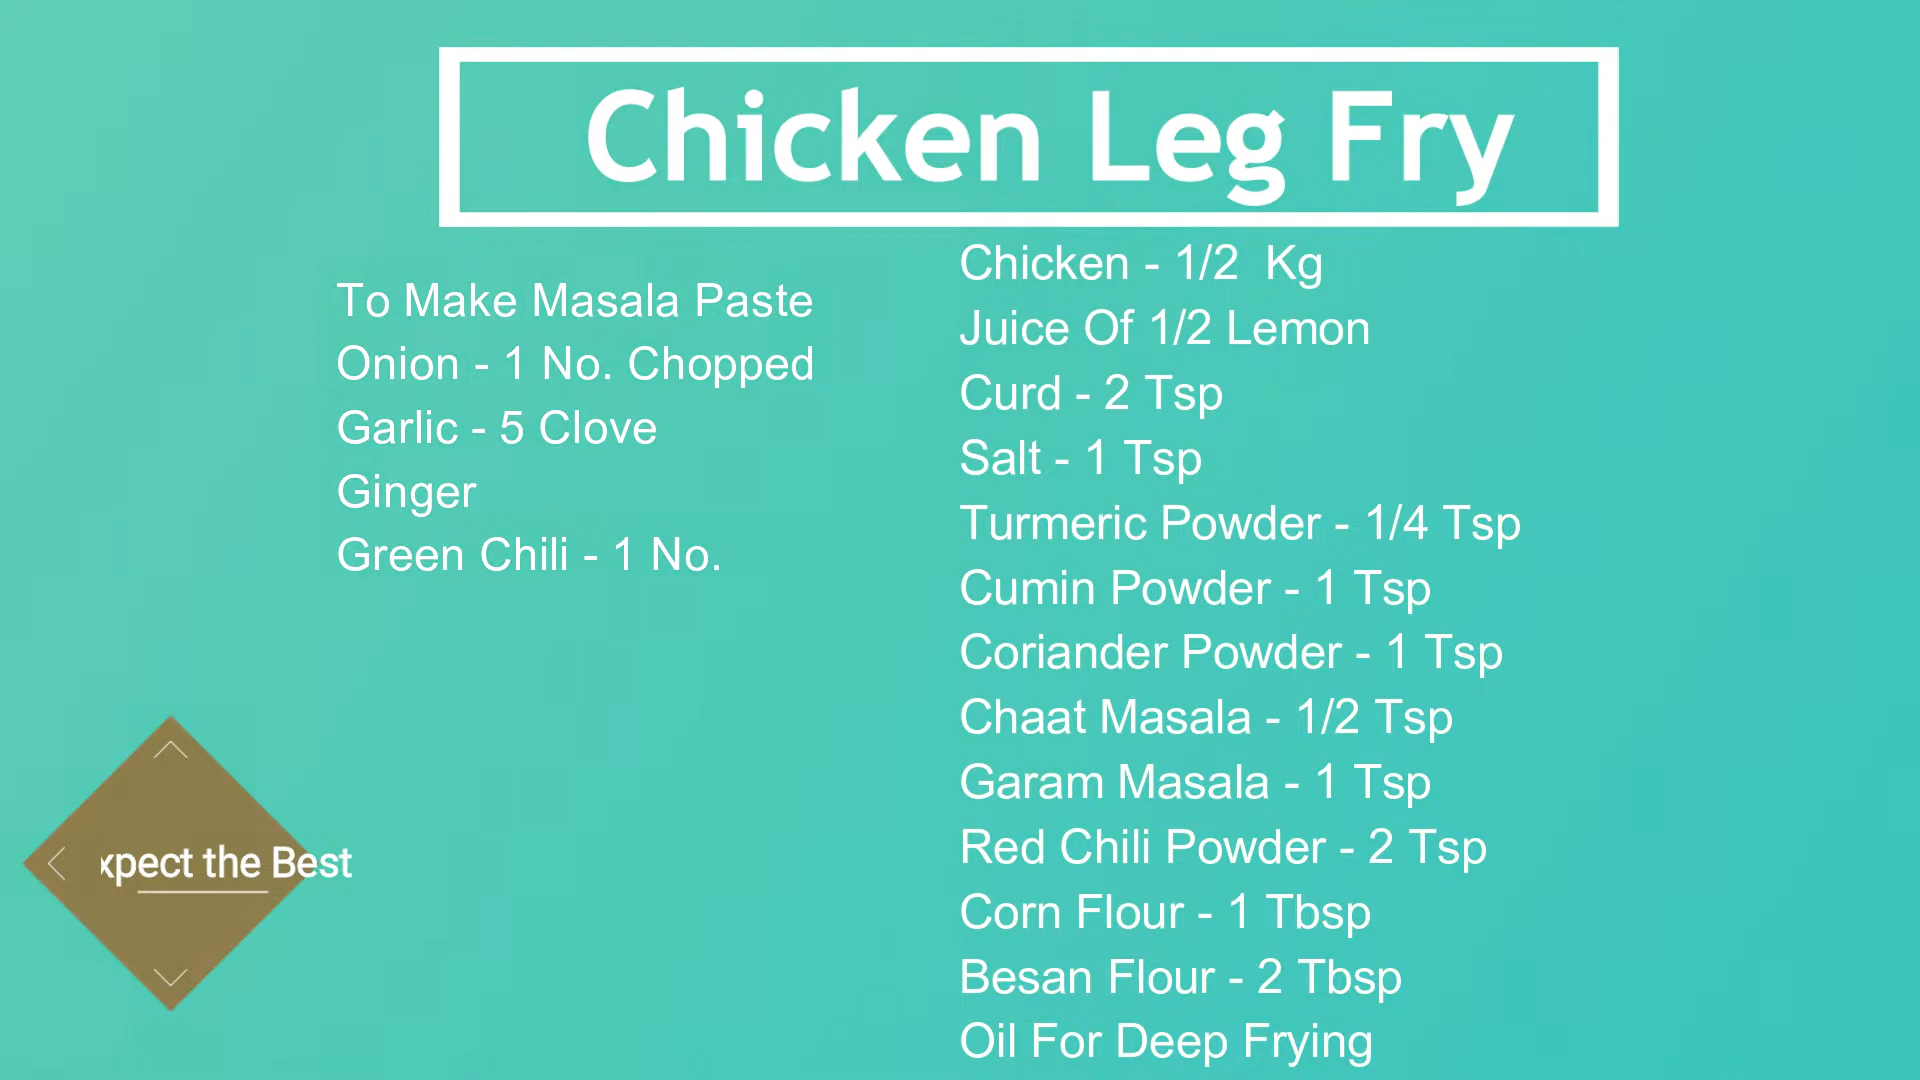 Chicken Leg Fry
To Make Masala Paste
Onion - 1 No. Chopped
Garlic - 5 Clove
Ginger
Green Chili - 1 No.
Chicken - 1/2 Kg
Juice Of 1/2 Lemon
Curd - 2 Tsp
Salt - 1 Tsp
Turmeric Powder - 1/4 Tsp
Cumin Powder - 1 Tsp
Coriander Powder - 1 Tsp
Chaat Masala - 1/2 Tsp
Garam Masala - 1 Tsp
Red Chili Powder - 2 Tsp
Corn Flour - 1 Tbsp
Besan Flour - 2 Tbsp
Oil For Deep Frying
xpect the Best